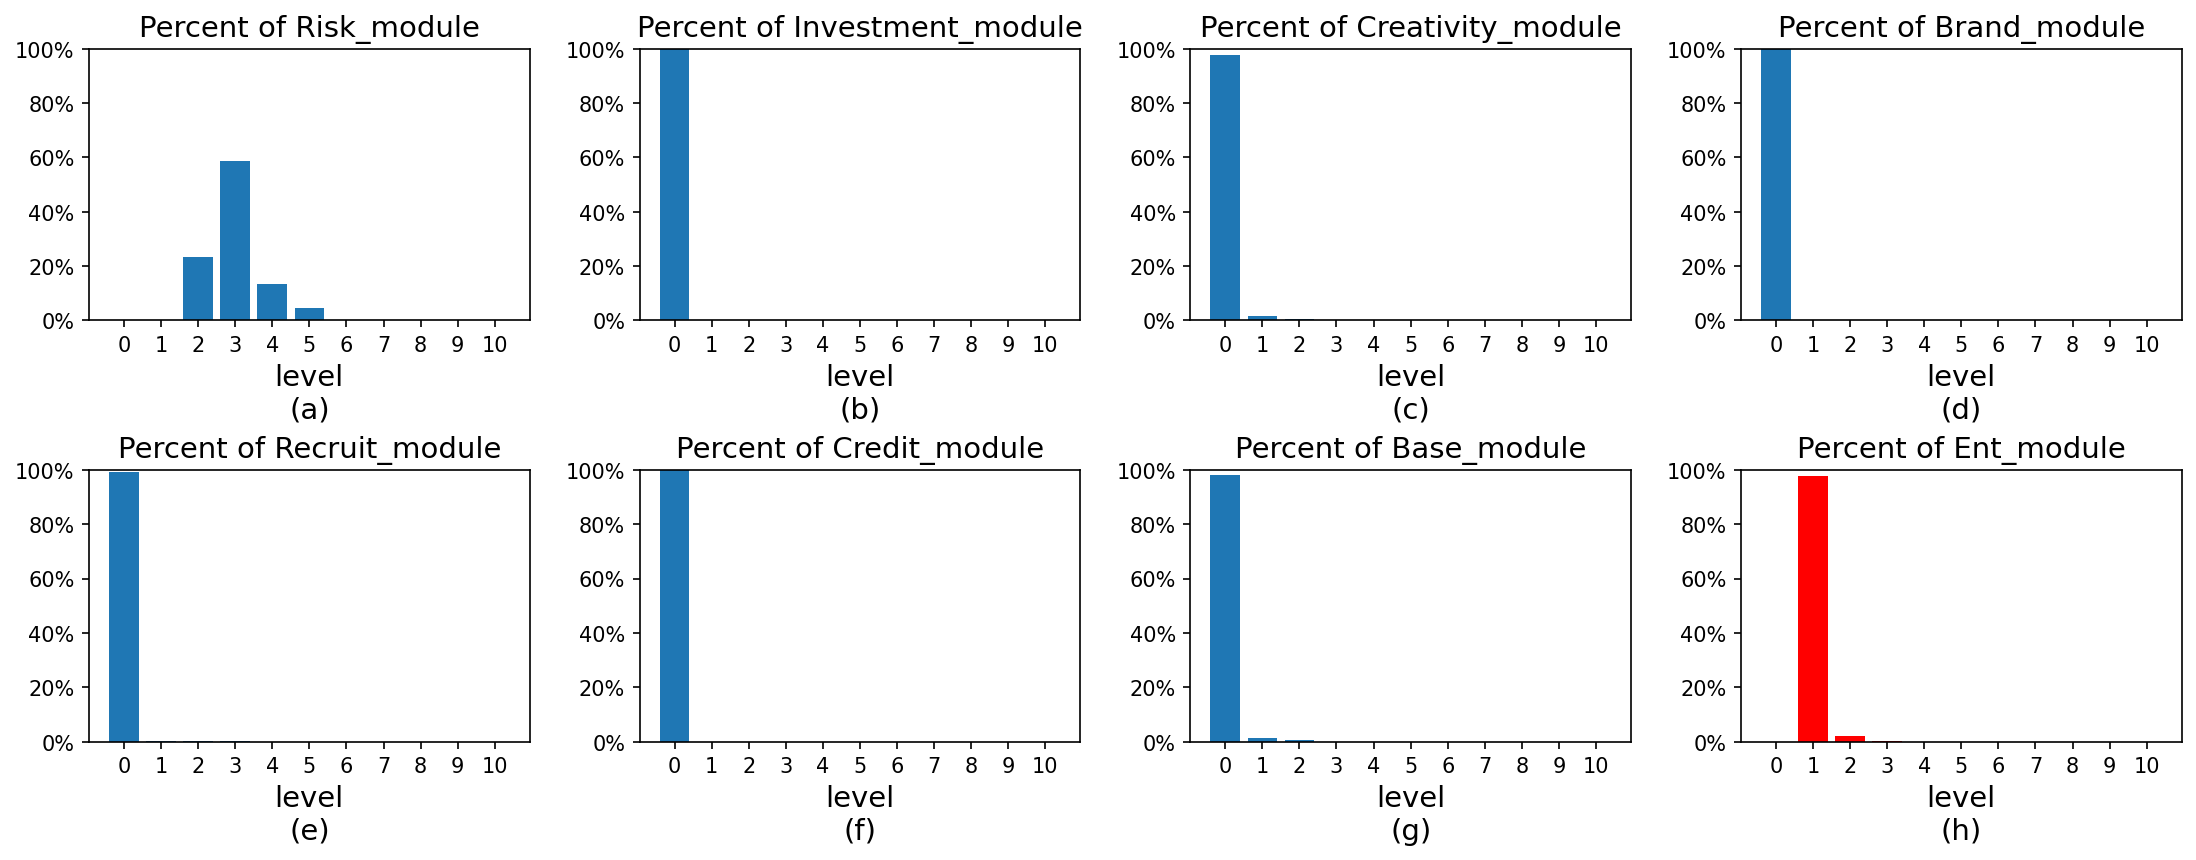 Percent of Risk_module
100%
80%
60%
40%
20%
0%
0 1 2 3 4 5 6 7 8 9 10
level
(a)
Percent of Investment_module
100%
80%
60%
40%
20%
0%
0 1 2 3 4 5 6 7 8 9 10
level
(b)
Percent of Creativity_module
100%
80%
60%
40%
20%
0%
0 1 2 3 4 5 6 7 8 9 10
level
(c)
Percent of Brand_module
100%
80%
60%
40%
20%
0%
0 1 2 3 4 5 6 7 8 9 10
level
(d)
Percent of Recruit_module
100%
80%
60%
40%
20%
0%
0 1 2 3 4 5 6 7 8 9 10
level
(e)
Percent of Credit_module
100%
80%
60%
40%
20%
0%
0 1 2 3 4 5 6 7 8 9 10
level
(f)
Percent of Base_module
100%
80%
60%
40%
20%
0%
0 1 2 3 4 5 6 7 8 9 10
level
(g)
Percent of Ent_module
100%
80%
60%
40%
20%
0%
0 1 2 3 4 5 6 7 8 9 10
level
(h)